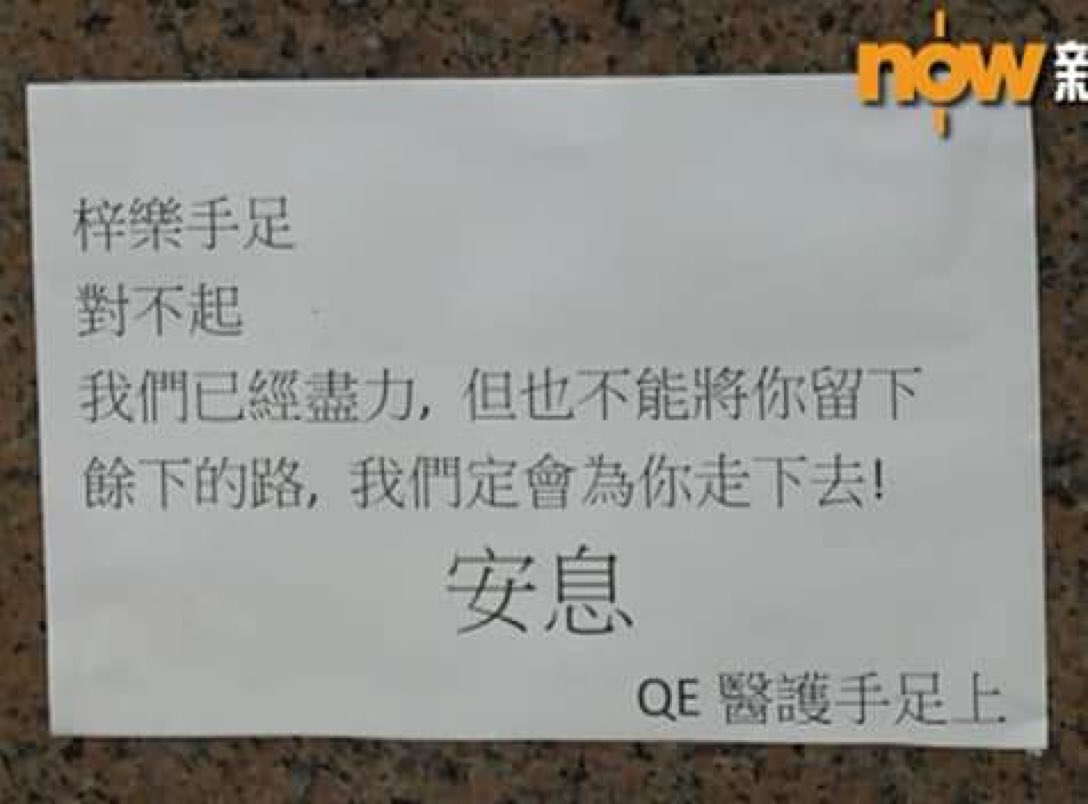 now 新
梓樂手足
對不起
我們已經盡力, 但也不能將你留下
餘下的路, 我們定會為你走下去!
安息
QE 醫護手足上